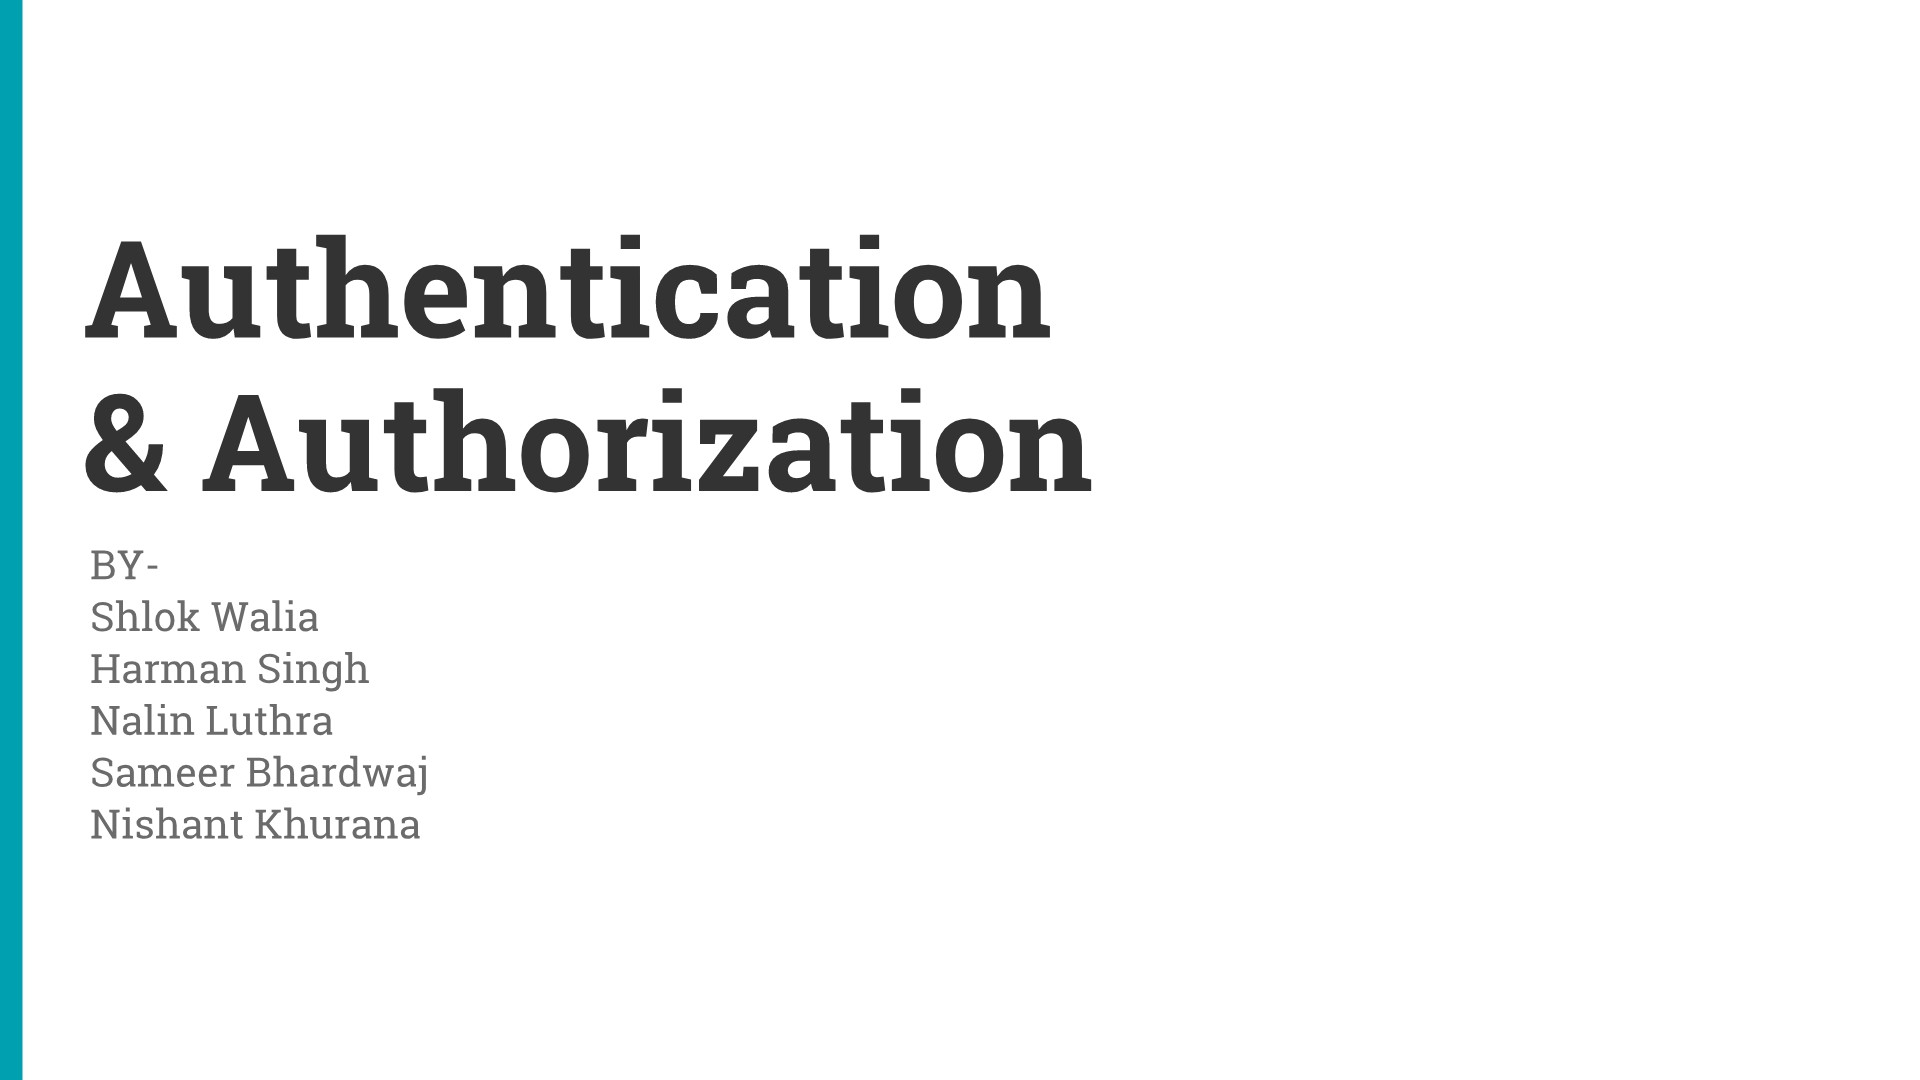 Authentication
& Authorization
BY-
Shlok Walia
Harman Singh
Nalin Luthra
Sameer Bhardwaj
Nishant Khurana